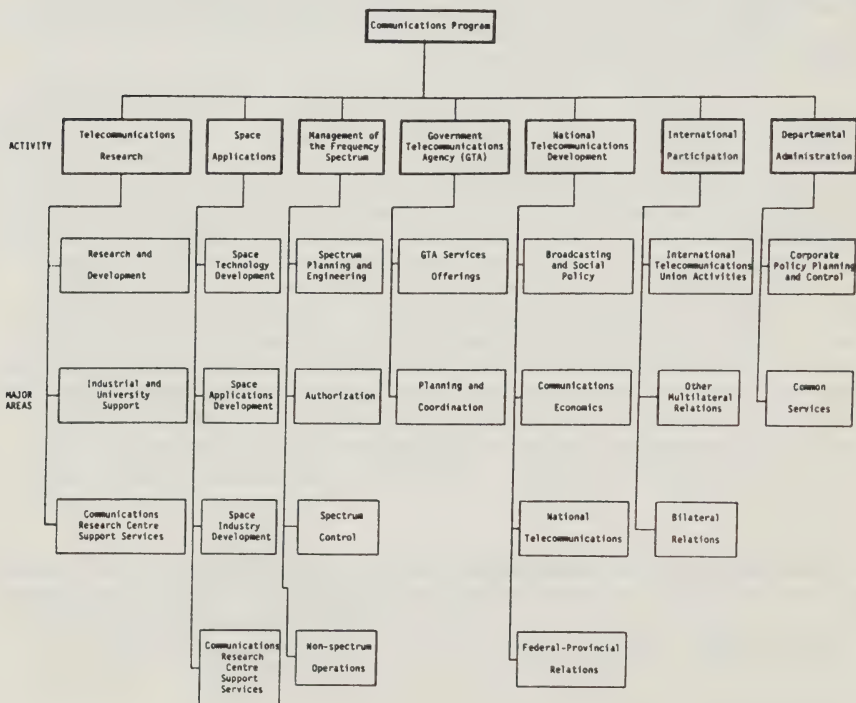 Communications Program
ACTIVITY
Telecommunications
Research
Space
Applications
Management of
the Frequency
Spectrum
Government
Telecommunications
Agency (GTA)
National
Telecommunications
Development
International
Participation
Departmental
Administration
MAJOR
AREAS
Research and
Development
Industrial and
University
Support
Communications
Research Centre
Support Services
Space
Technology
Development
Space
Applications
Development
Space
Industry
Development
Communications
Research
Centre
Support
Services
Spectrum
Planning and
Engineering
Authorization
Spectrum
Control
Non-spectrum
Operations
GTA Services
Offerings
Planning and
Coordination
Broadcasting
and Social
Policy
Communications
Economics
National
Telecommunications
Federal-Provincial
Relations
International
Telecommunications
Union Activities
Other
Multilateral
Relations
Bilateral
Relations
Corporate
Policy Planning
and Control
Common
Services